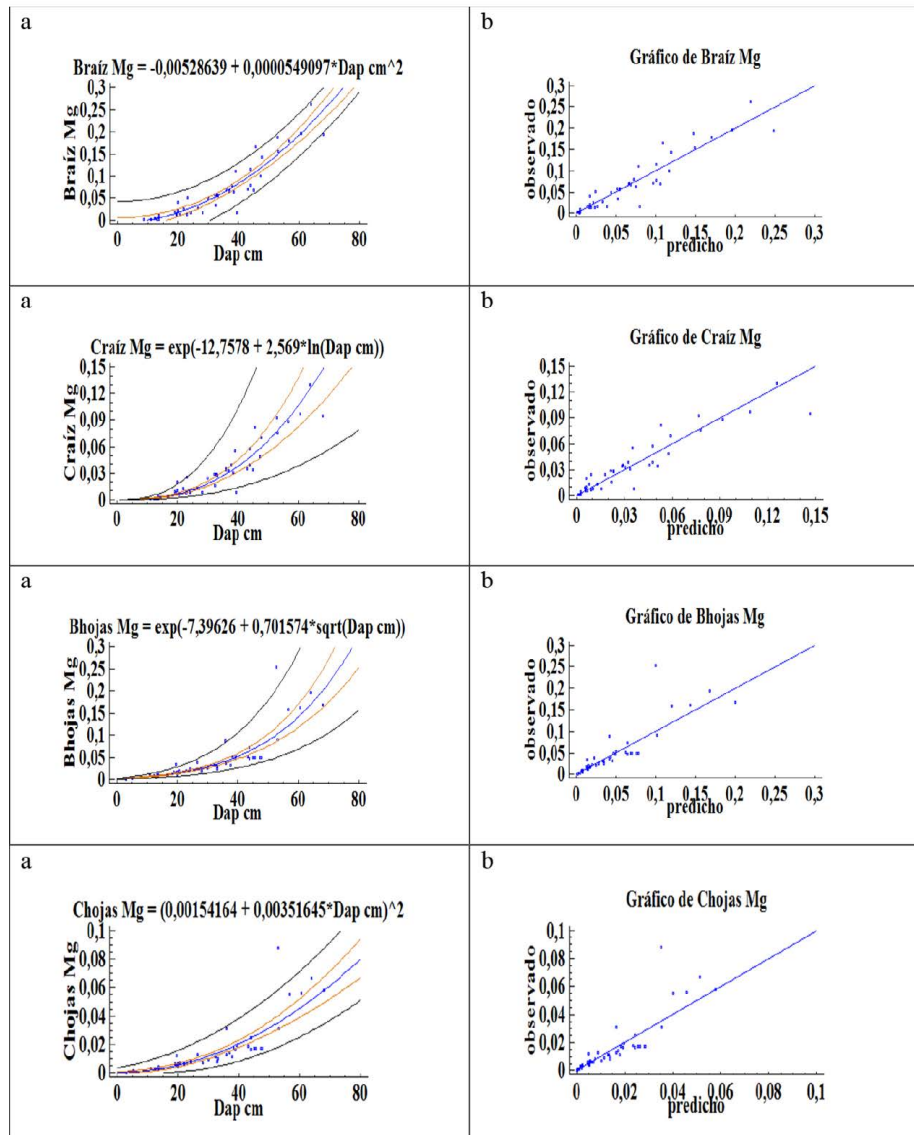 a
Braíz Mg = -0,00528639 + 0,0000549097*Dap cm^2
Braíz Mg
0,3
0,25
0,2
0,15
0,1
0,05
0
0 20 40 60 80
Dap cm
b
Gráfico de Braíz Mg
observado
0,3
0,25
0,2
0,15
0,1
0,05
0
0 0,05 0,1 0,15 0,2 0,25 0,3
predicho
a
Craíz Mg = exp(-12,7578 + 2,569*ln(Dap cm))
Craíz Mg
0,15
0,12
0,09
0,06
0,03
0
0 20 40 60 80
Dap cm
b
Gráfico de Craíz Mg
observado
0,15
0,12
0,09
0,06
0,03
0
0 0,03 0,06 0,09 0,12 0,15
predicho
a
Bhojas Mg = exp(-7,39626 + 0,701574*sqrt(Dap cm))
Bhojas Mg
0,3
0,25
0,2
0,15
0,1
0,05
0
0 20 40 60 80
Dap cm
b
Gráfico de Bhojas Mg
observado
0,3
0,25
0,2
0,15
0,1
0,05
0
0 0,05 0,1 0,15 0,2 0,25 0,3
predicho
a
Chojas Mg = (0,00154164 + 0,00351645*Dap cm)^2
Chojas Mg
0,1
0,08
0,06
0,04
0,02
0
0 20 40 60 80
Dap cm
b
Gráfico de Chojas Mg
observado
0,1
0,08
0,06
0,04
0,02
0
0 0,02 0,04 0,06 0,08 0,1
predicho